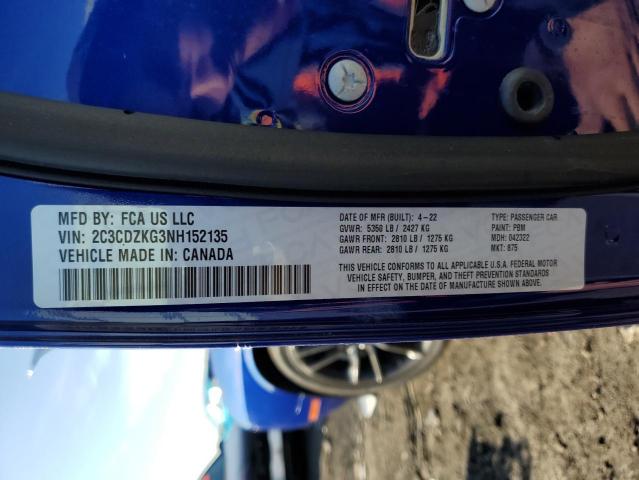 MFD BY: FCA US LLC
VIN: 2C3CDZKG3NH152135
VEHICLE MADE IN: CANADA
DATE OF MFR (BUILT): 4-22
GVWR: 5350 LB / 2427 KG
GAWR FRONT: 2810 LB / 1275 KG
GAWR REAR: 2810 LB / 1275 KG
TYPE: PASSENGER CAR
PAINT: PBM
MDH: 042322
MKT: 875
THIS VEHICLE CONFORMS TO ALL APPLICABLE U.S.A. FEDERAL MOTOR
VEHICLE SAFETY, BUMPER, AND THEFT PREVENTION STANDARDS
IN EFFECT ON THE DATE OF MANUFACTURE SHOWN ABOVE.